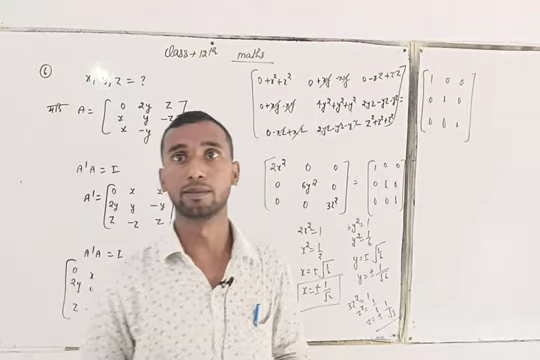 Class - 12th maths
6
x, y, z = ?
यदि A = [0 2y z
x y -z
x -y
A'A = I
A' = [0 x x
2y y -y
z -z z]
A'A = I
[0 x
2y
z
[0+x²+x² 0+xy-xy 0-xz+xz
0+xy-xy 4y²+y²+y² 2yz-yz-yz =
0-xz+xz 2yz-yz-yz z²+z²+z²]
[1 0 0
0 1 0
0 0 1]
[2x² 0 0
0 6y² 0
0 0 3z²] = [1 0 0
0 1 0
0 0 1]
2x² = 1
x² = 1/2
x = ± √1/2
x = ± 1/√2
6y² = 1
y² = 1/6
y = ± √1/6
y = ± 1/√6
3z² = 1
z² = 1/3
z = ± 1/√3